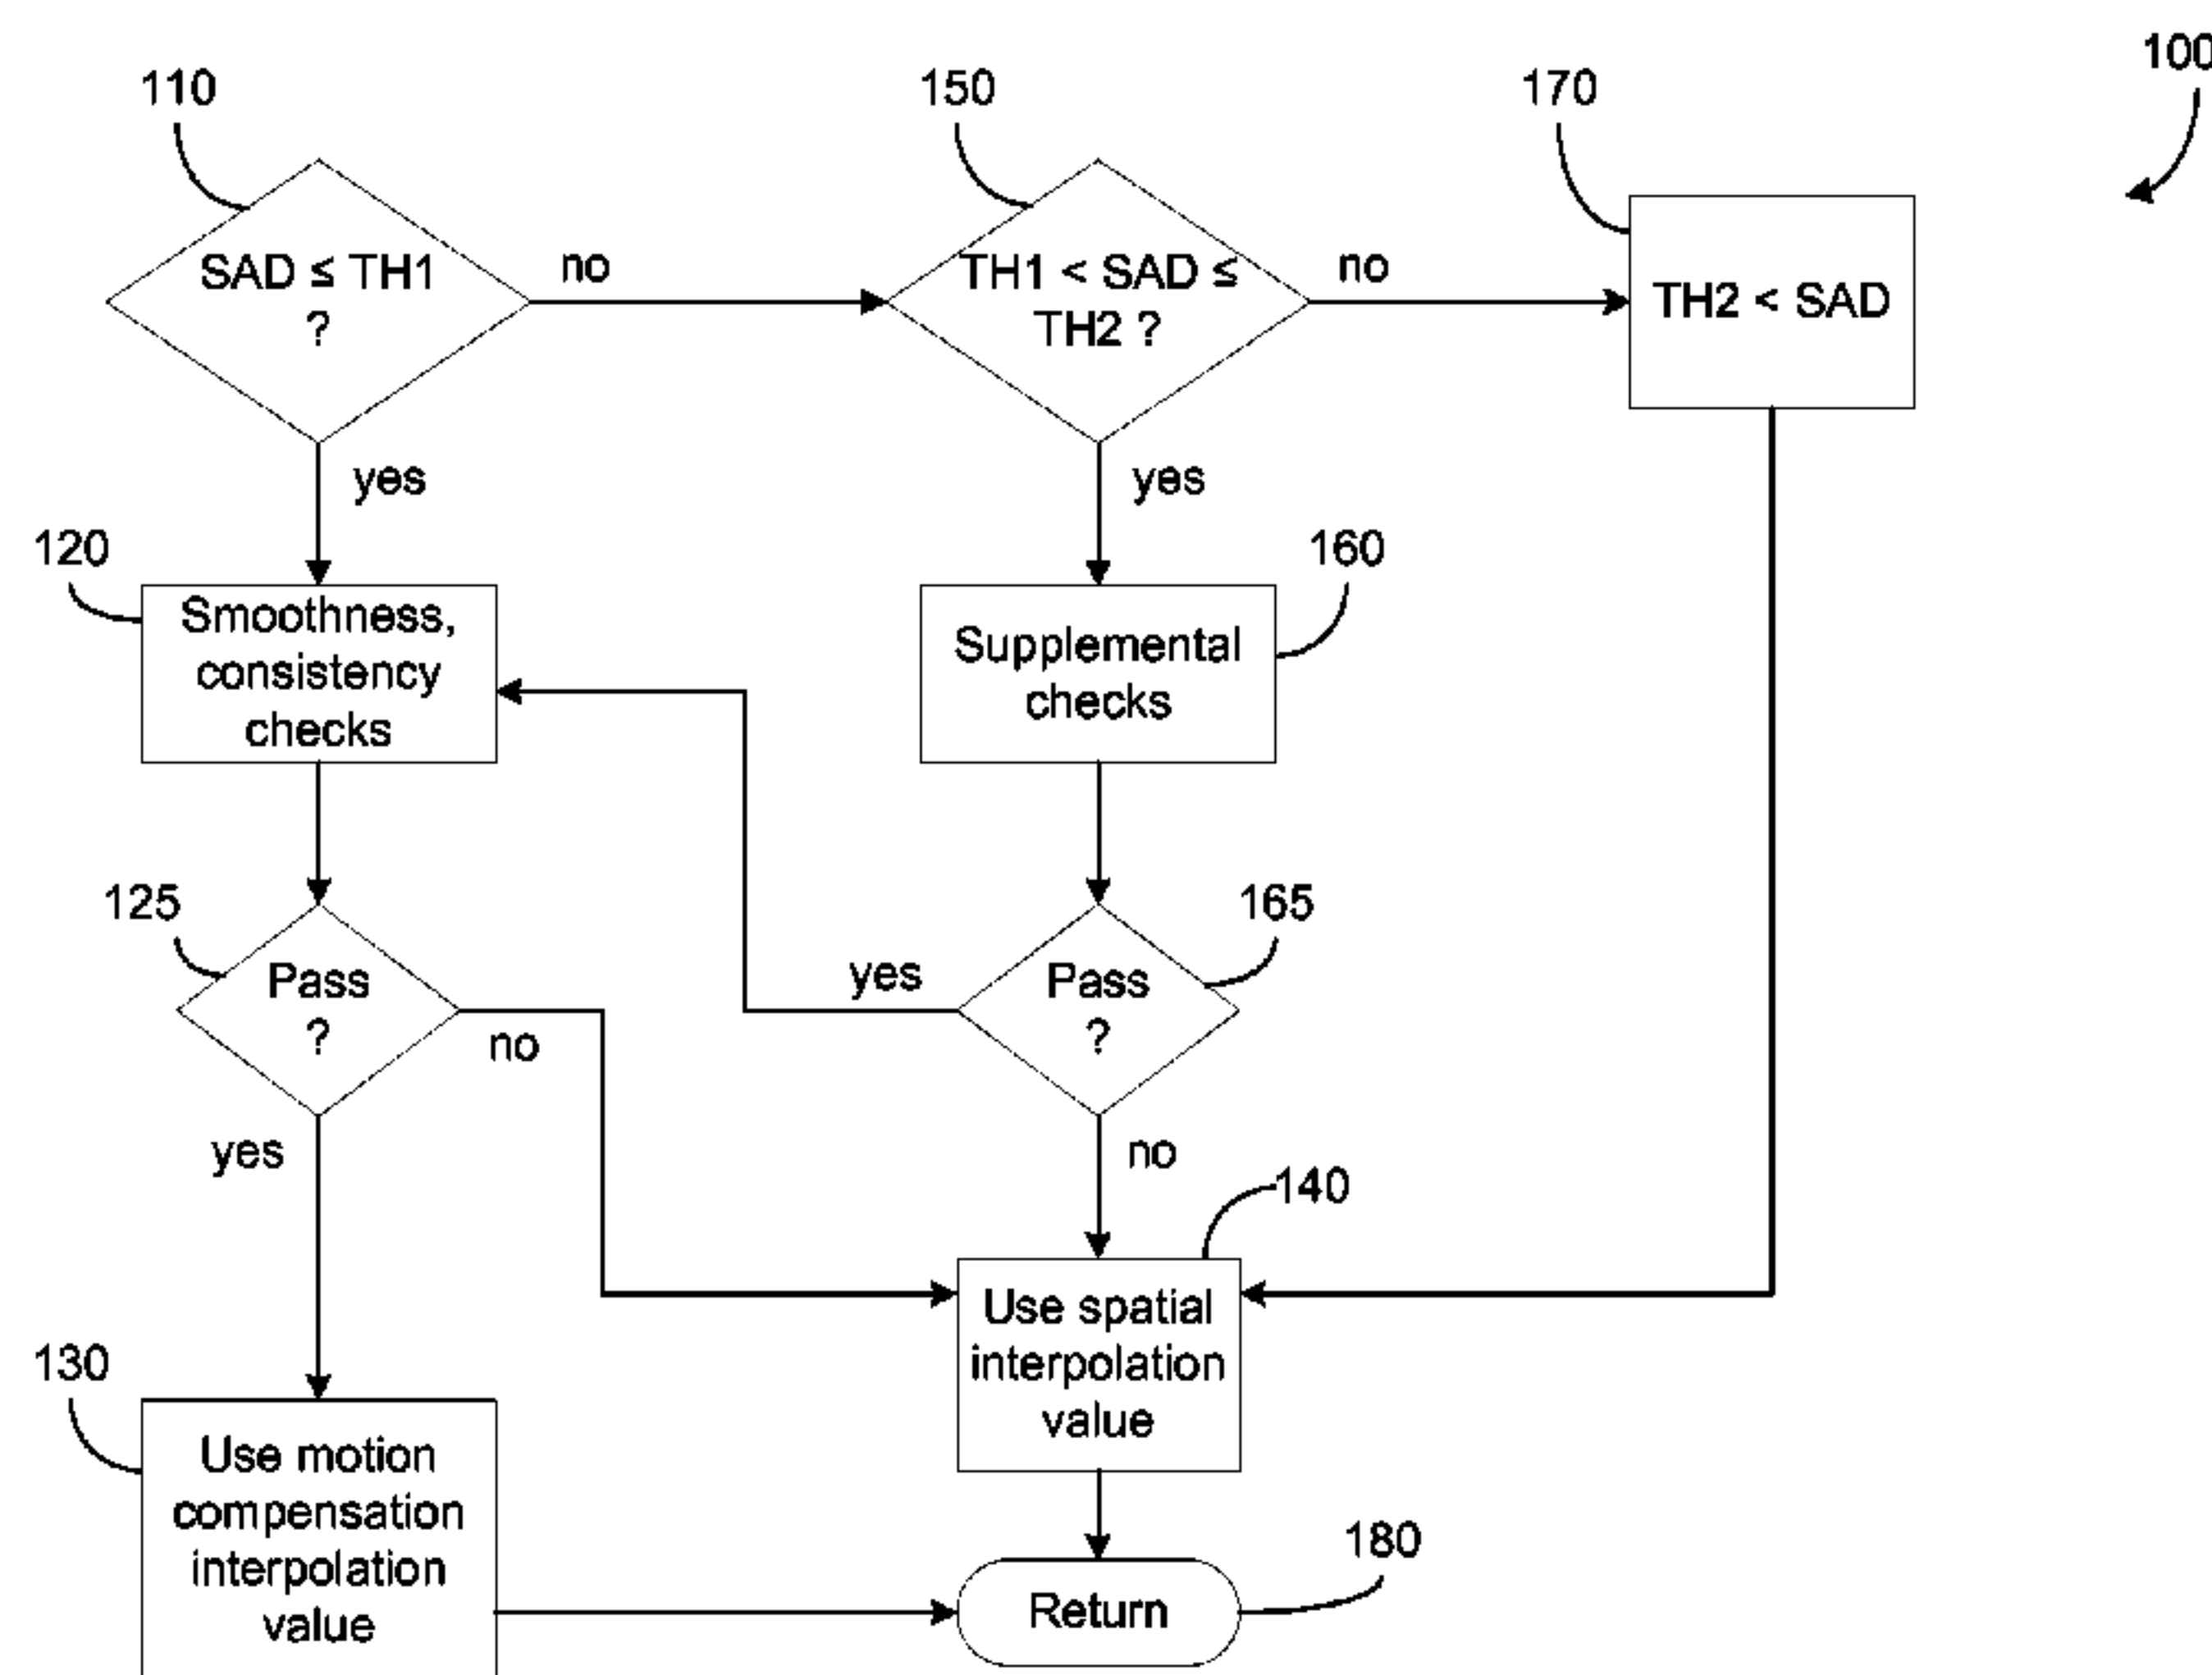 100
110
150
170
SAD ≤ TH1
?
no
TH1 < SAD ≤
TH2 ?
no
TH2 < SAD
yes
yes
120
160
Smoothness,
consistency
checks
Supplemental
checks
125
165
Pass
?
no
yes
Pass
?
yes
no
140
Use spatial
interpolation
value
130
Use motion
compensation
interpolation
value
180
Return